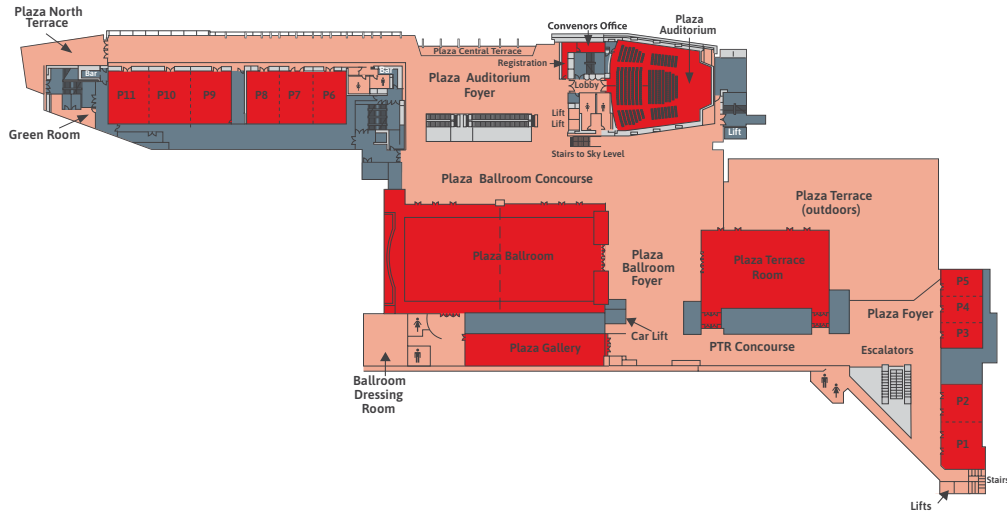 Plaza North
Terrace
Convenors Office
Plaza
Auditorium
Plaza Central Terrace
Registration
Bar
Bar
Plaza Auditorium
Foyer
Lobby
P11
P10
P9
P8
P7
P6
Green Room
Lift
Lift
Lift
Stairs to Sky Level
Plaza Ballroom Concourse
Plaza Terrace
(outdoors)
Plaza Ballroom
Plaza
Ballroom
Foyer
Plaza Terrace
Room
P5
P4
P3
Plaza Foyer
Car Lift
Plaza Gallery
PTR Concourse
Escalators
Ballroom
Dressing
Room
P2
P1
Stairs
Lifts